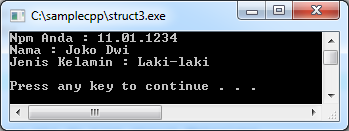 C:\samplecpp\struct3.exe
Npm Anda : 11.01.1234
Nama : Joko Dwi
Jenis Kelamin : Laki-laki
Press any key to continue . . .